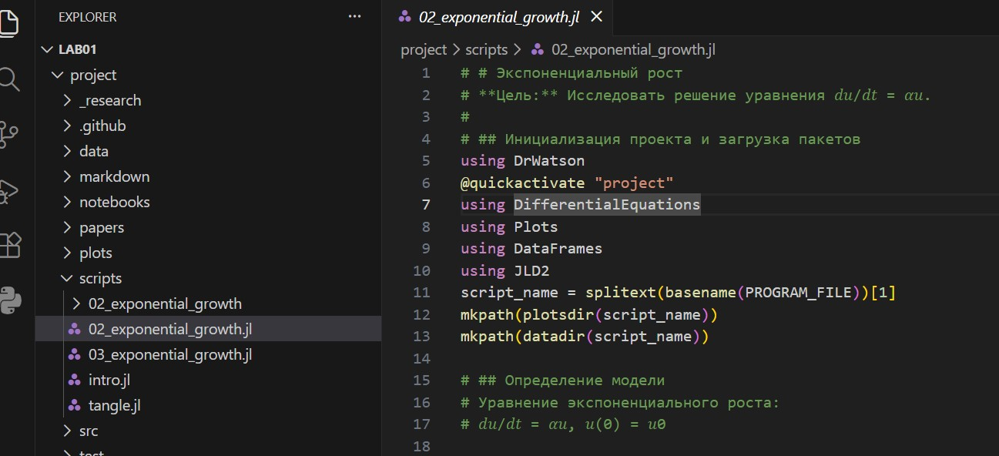 EXPLORER
...
LAB01
project
_research
.github
data
markdown
notebooks
papers
plots
scripts
02_exponential_growth
02_exponential_growth.jl
03_exponential_growth.jl
intro.jl
tangle.jl
src
test
02_exponential_growth.jl
project > scripts > 02_exponential_growth.jl
1 # # Экспоненциальный рост
2 # **Цель:** Исследовать решение уравнения 𝑑𝑢/𝑑𝑡 = 𝛼𝑢.
3 #
4 # ## Инициализация проекта и загрузка пакетов
5 using DrWatson
6 @quickactivate "project"
7 using DifferentialEquations
8 using Plots
9 using DataFrames
10 using JLD2
11 script_name = splitext(basename(PROGRAM_FILE))[1]
12 mkpath(plotsdir(script_name))
13 mkpath(datadir(script_name))
14
15 # ## Определение модели
16 # Уравнение экспоненциального роста:
17 # 𝑑𝑢/𝑑𝑡 = 𝛼𝑢, 𝑢(0) = 𝑢0
18